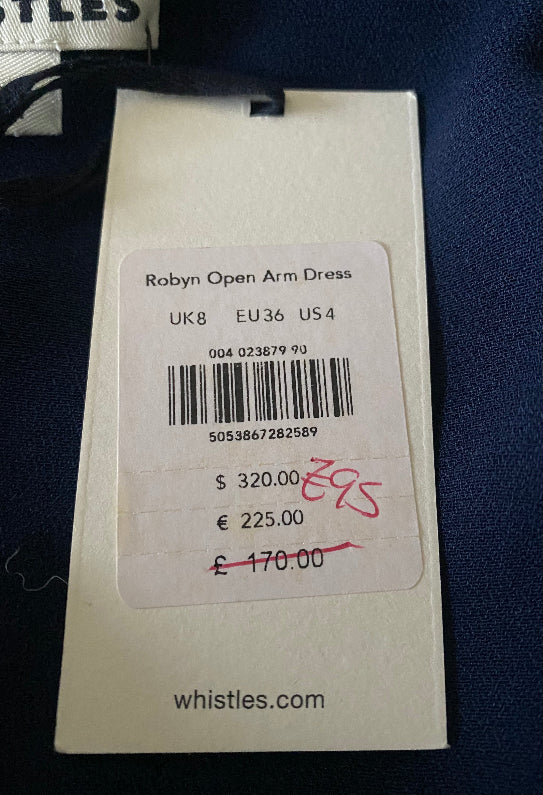 STLES
Robyn Open Arm Dress
UK8 EU36 US4
004 023879 90
5053867282589
$ 320.00 £95
€ 225.00
£ 170.00
whistles.com